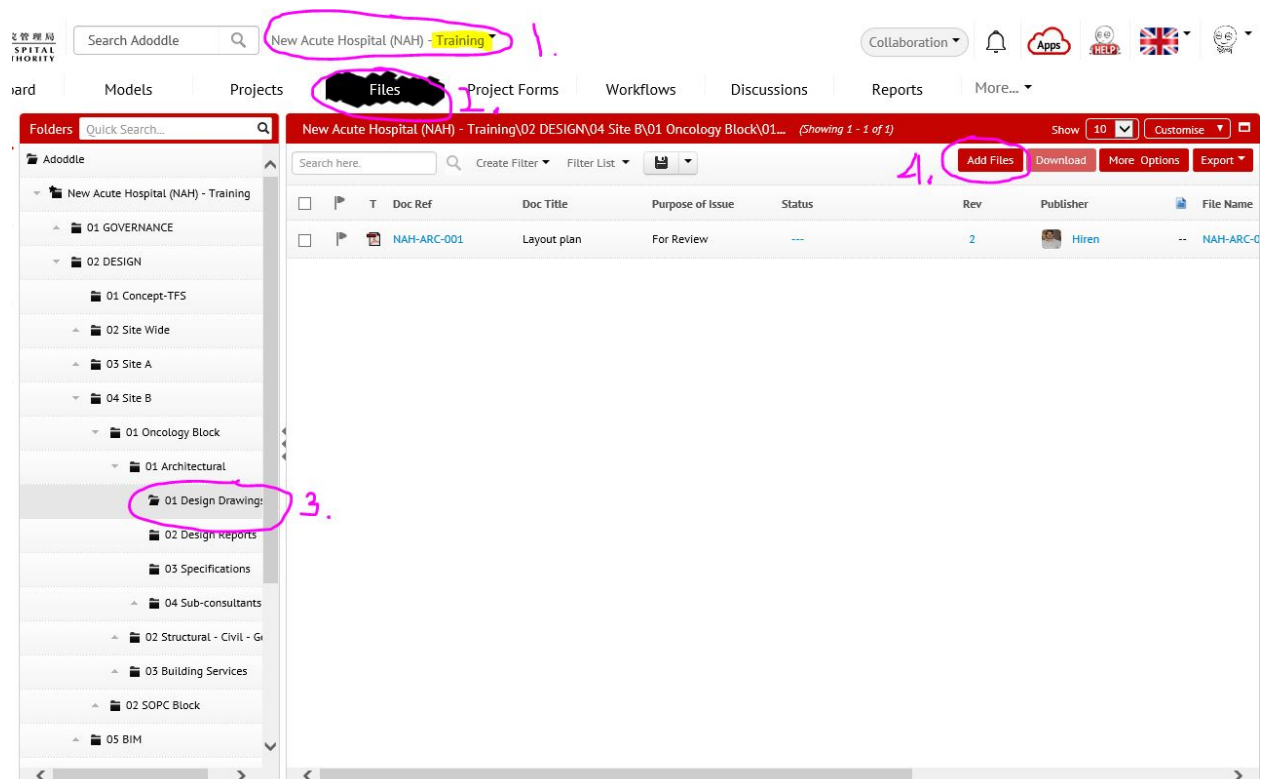 管理局
SPITAL
THORITY
Search Adoddle
New Acute Hospital (NAH) - Training
1.
Collaboration
Apps
HELP
Models
Projects
Files
2.
Project Forms
Workflows
Discussions
Reports
More...
Folders
Quick Search...
New Acute Hospital (NAH) - Training\02 DESIGN\04 Site B\01 Oncology Block\01... (Showing 1 - 1 of 1)
Show 10
Customise
Adoddle
Search here.
Create Filter
Filter List
4.
Add Files
Download
More Options
Export
New Acute Hospital (NAH) - Training
T Doc Ref Doc Title Purpose of Issue Status Rev Publisher File Name
01 GOVERNANCE
NAH-ARC-001 Layout plan For Review --- 2 Hiren -- NAH-ARC-0
02 DESIGN
01 Concept-TFS
02 Site Wide
03 Site A
04 Site B
01 Oncology Block
01 Architectural
01 Design Drawings
3.
02 Design Reports
03 Specifications
04 Sub-consultants
02 Structural - Civil - G
03 Building Services
02 SOPC Block
05 BIM